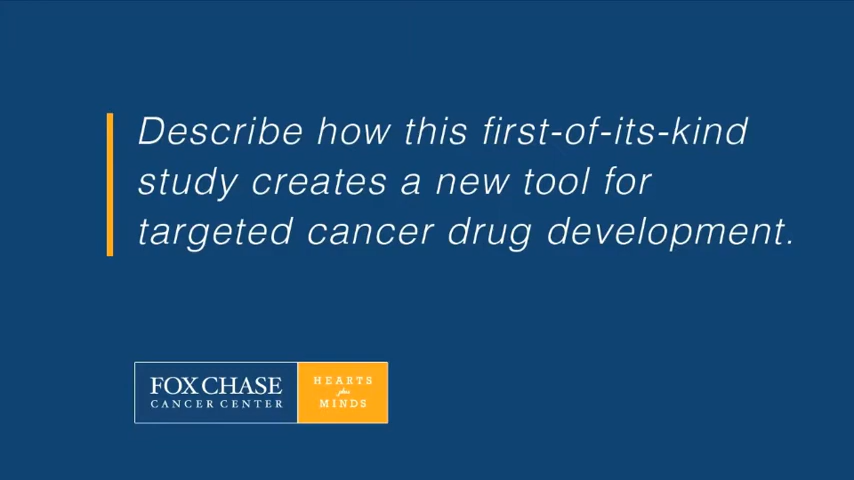 Describe how this first-of-its-kind
study creates a new tool for
targeted cancer drug development.
FOX CHASE
CANCER CENTER
HEARTS
plus
MINDS